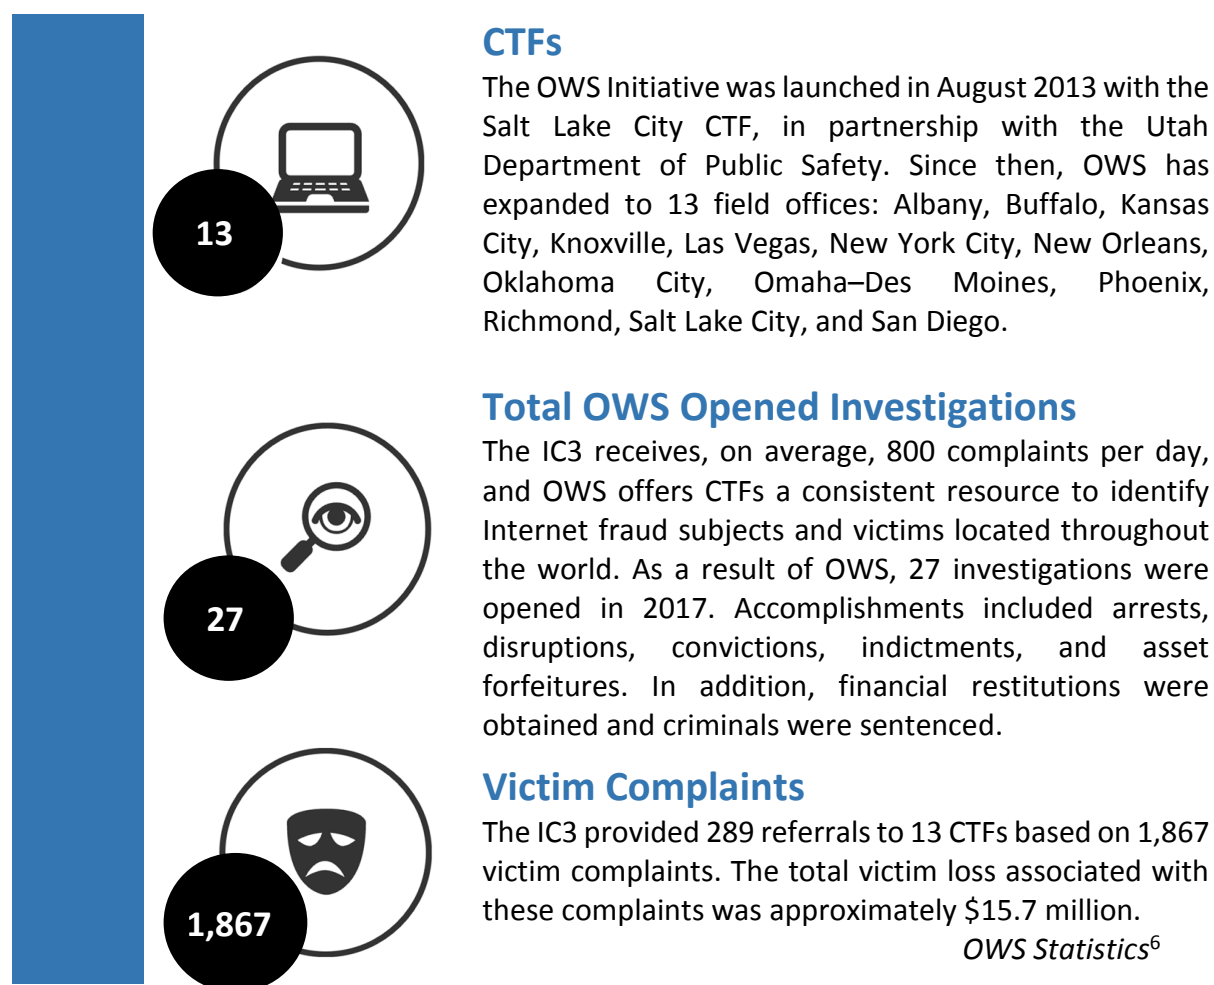 CTFs
The OWS Initiative was launched in August 2013 with the
Salt Lake City CTF, in partnership with the Utah
Department of Public Safety. Since then, OWS has
expanded to 13 field offices: Albany, Buffalo, Kansas
City, Knoxville, Las Vegas, New York City, New Orleans,
Oklahoma City, Omaha–Des Moines, Phoenix,
Richmond, Salt Lake City, and San Diego.
13
Total OWS Opened Investigations
The IC3 receives, on average, 800 complaints per day,
and OWS offers CTFs a consistent resource to identify
Internet fraud subjects and victims located throughout
the world. As a result of OWS, 27 investigations were
opened in 2017. Accomplishments included arrests,
disruptions, convictions, indictments, and asset
forfeitures. In addition, financial restitutions were
obtained and criminals were sentenced.
27
Victim Complaints
The IC3 provided 289 referrals to 13 CTFs based on 1,867
victim complaints. The total victim loss associated with
these complaints was approximately $15.7 million.
1,867
OWS Statistics⁶